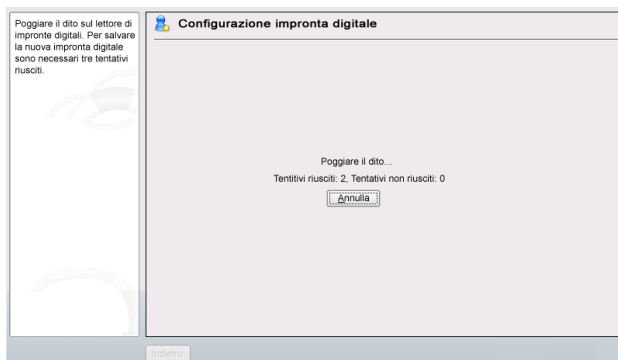 Poggiare il dito sul lettore di
impronte digitali. Per salvare
la nuova impronta digitale
sono necessari tre tentativi
riusciti.
Configurazione impronta digitale
Poggiare il dito...
Tentitivi riusciti: 2, Tentativi non riusciti: 0
Annulla
Indietro